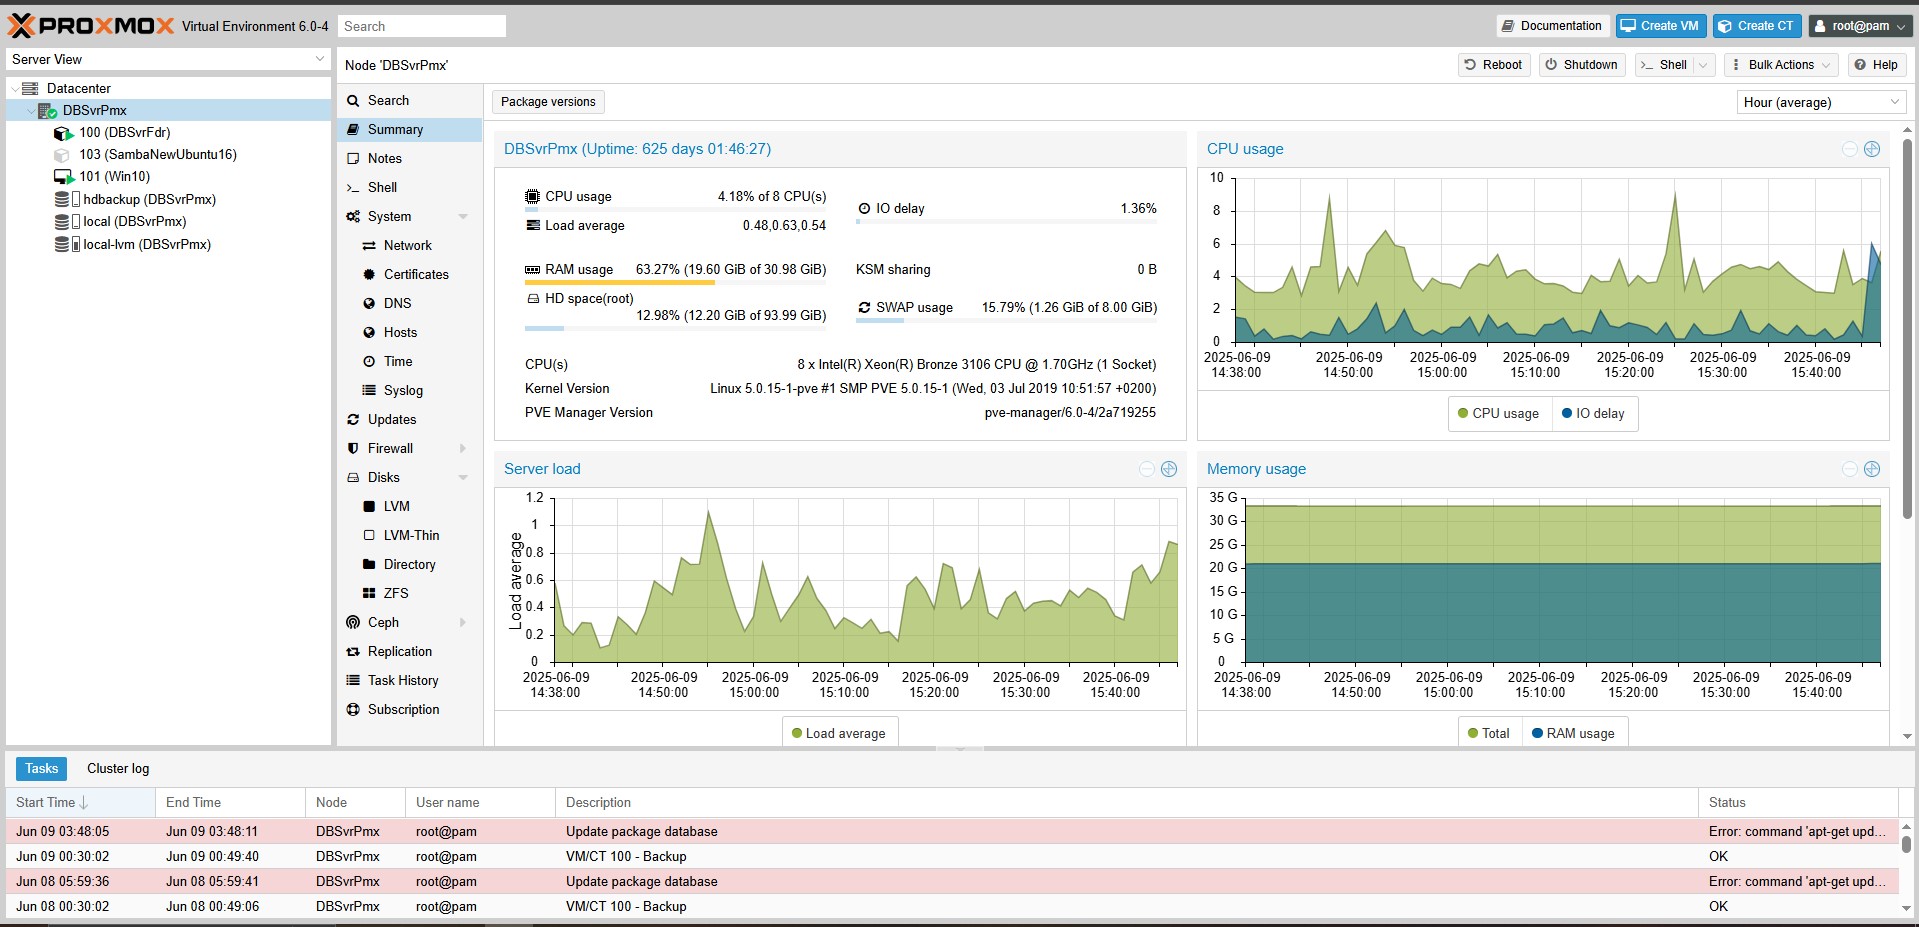 PROXMOX Virtual Environment 6.0-4 Search Documentation Create VM Create CT root@pam
Server View
Datacenter
DBSvrPmx
100 (DBSvrFdr)
103 (SambaNewUbuntu16)
101 (Win10)
hdbackup (DBSvrPmx)
local (DBSvrPmx)
local-lvm (DBSvrPmx)
Node 'DBSvrPmx' Reboot Shutdown >_ Shell Bulk Actions Help
Search
Summary
Notes
>_ Shell
System
Network
Certificates
DNS
Hosts
Time
Syslog
Updates
Firewall
Disks
LVM
LVM-Thin
Directory
ZFS
Ceph
Replication
Task History
Subscription
Package versions Hour (average)
DBSvrPmx (Uptime: 625 days 01:46:27)
CPU usage 4.18% of 8 CPU(s)
Load average 0.48,0.63,0.54
IO delay 1.36%
RAM usage 63.27% (19.60 GiB of 30.98 GiB)
KSM sharing 0 B
HD space(root)
12.98% (12.20 GiB of 93.99 GiB)
SWAP usage 15.79% (1.26 GiB of 8.00 GiB)
CPU(s) 8 x Intel(R) Xeon(R) Bronze 3106 CPU @ 1.70GHz (1 Socket)
Kernel Version Linux 5.0.15-1-pve #1 SMP PVE 5.0.15-1 (Wed, 03 Jul 2019 10:51:57 +0200)
PVE Manager Version pve-manager/6.0-4/2a719255
CPU usage
10
8
6
4
2
0
2025-06-09 2025-06-09 2025-06-09 2025-06-09 2025-06-09 2025-06-09 2025-06-09
14:38:00 14:50:00 15:00:00 15:10:00 15:20:00 15:30:00 15:40:00
CPU usage IO delay
Server load
Load average
1.2
1
0.8
0.6
0.4
0.2
0
2025-06-09 2025-06-09 2025-06-09 2025-06-09 2025-06-09 2025-06-09 2025-06-09
14:38:00 14:50:00 15:00:00 15:10:00 15:20:00 15:30:00 15:40:00
Load average
Memory usage
35 G
30 G
25 G
20 G
15 G
10 G
5 G
0
2025-06-09 2025-06-09 2025-06-09 2025-06-09 2025-06-09 2025-06-09 2025-06-09
14:38:00 14:50:00 15:00:00 15:10:00 15:20:00 15:30:00 15:40:00
Total RAM usage
Tasks Cluster log
Start Time End Time Node User name Description Status
Jun 09 03:48:05 Jun 09 03:48:11 DBSvrPmx root@pam Update package database Error: command 'apt-get upd...
Jun 09 00:30:02 Jun 09 00:49:40 DBSvrPmx root@pam VM/CT 100 - Backup OK
Jun 08 05:59:36 Jun 08 05:59:41 DBSvrPmx root@pam Update package database Error: command 'apt-get upd...
Jun 08 00:30:02 Jun 08 00:49:06 DBSvrPmx root@pam VM/CT 100 - Backup OK